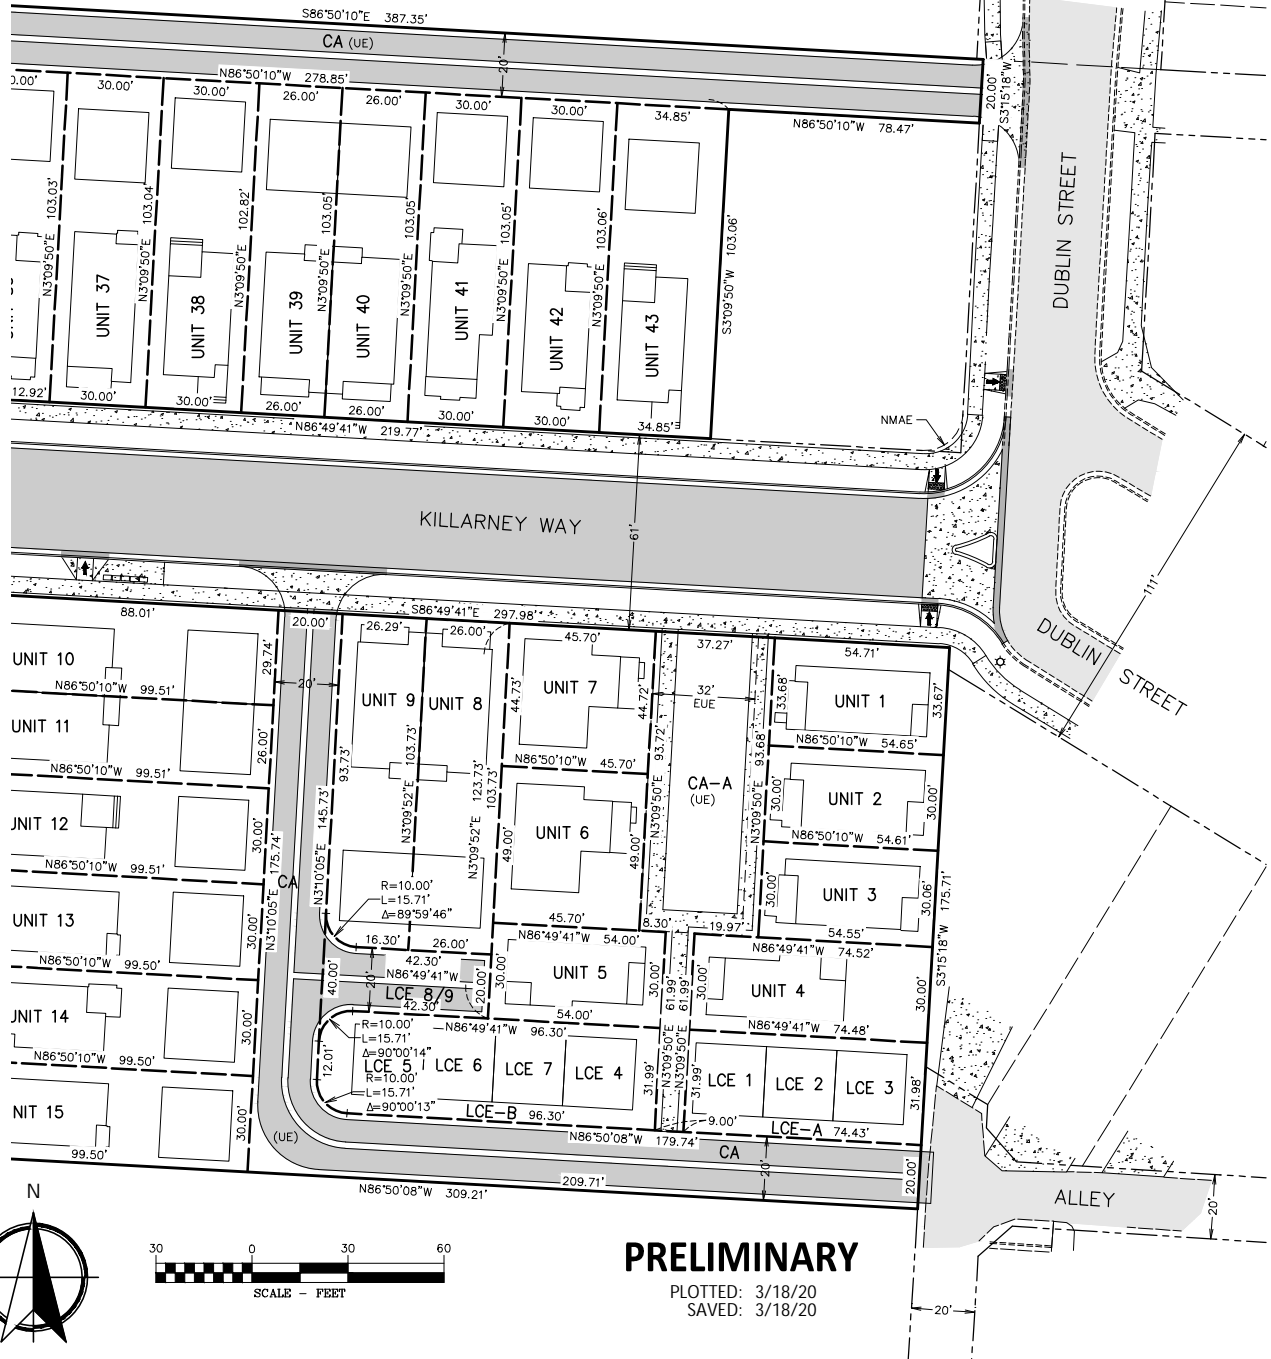 S86°50'10"E 387.35'
CA (UE)
20'
N86°50'10"W 278.85'
30.00'
30.00'
26.00'
26.00'
30.00'
30.00'
34.85'
N86°50'10"W 78.47'
20.00'
S3°15'18"W
N3°09'50"E 103.03'
N3°09'50"E 103.04'
N3°09'50"E 102.82'
N3°09'50"E 103.05'
N3°09'50"E 103.05'
N3°09'50"E 103.05'
N3°09'50"E 103.06'
S3°09'50"W 103.06'
UNIT 37
UNIT 38
UNIT 39
UNIT 40
UNIT 41
UNIT 42
UNIT 43
DUBLIN STREET
12.92'
30.00'
30.00'
26.00'
26.00'
30.00'
30.00'
34.85'
N86°49'41"W 219.77'
NMAE
KILLARNEY WAY
61'
111'
DUBLIN STREET
88.01'
20.00'
S86°49'41"E 297.98'
26.29'
26.00'
45.70'
37.27'
54.71'
UNIT 10
29.74'
20'
N86°50'10"W 99.51'
UNIT 9
UNIT 8
UNIT 7
44.73'
44.72'
32'
EUE
33.68'
UNIT 1
33.67'
UNIT 11
26.00'
N86°50'10"W 54.65'
N86°50'10"W 99.51'
93.73'
N3°09'52"E 103.73'
N3°09'52"E 123.73'
103.73'
N86°50'10"W 45.70'
N3°09'50"E 93.72'
N3°09'50"E 93.68'
CA-A
(UE)
30.00'
UNIT 2
30.00'
UNIT 12
30.00'
N3°10'05"E 175.74'
N3°10'05"E 145.73'
49.00'
UNIT 6
49.00'
N86°50'10"W 54.61'
N86°50'10"W 99.51'
CA
R=10.00'
L=15.71'
Δ=89°59'46"
30.00'
UNIT 3
30.06'
S3°15'18"W 175.71'
UNIT 13
30.00'
45.70'
8.30'
19.97'
54.55'
16.30'
26.00'
N86°49'41"W 54.00'
N86°49'41"W 74.52'
N86°50'10"W 99.50'
42.30'
N86°49'41"W
40.00'
20'
20.00'
30.00'
UNIT 5
30.00'
61.99'
61.99'
30.00'
UNIT 4
30.00'
LCE 8/9
42.30'
54.00'
UNIT 14
30.00'
R=10.00'
L=15.71'
Δ=90°00'14"
N86°49'41"W 96.30'
N86°49'41"W 74.48'
N86°50'10"W 99.50'
12.01'
LCE 5
LCE 6
LCE 7
LCE 4
31.99'
N3°09'50"E
N3°09'50"E
31.99'
LCE 1
LCE 2
LCE 3
31.98'
R=10.00'
L=15.71'
Δ=90°00'13"
30.00'
LCE-B 96.30'
9.00'
LCE-A 74.43'
(UE)
N86°50'08"W 179.74'
CA
20'
99.50'
N86°50'08"W 309.21'
209.71'
20.00'
ALLEY
20'
N
30 0 30 60
SCALE - FEET
PRELIMINARY
PLOTTED: 3/18/20
SAVED: 3/18/20
20'